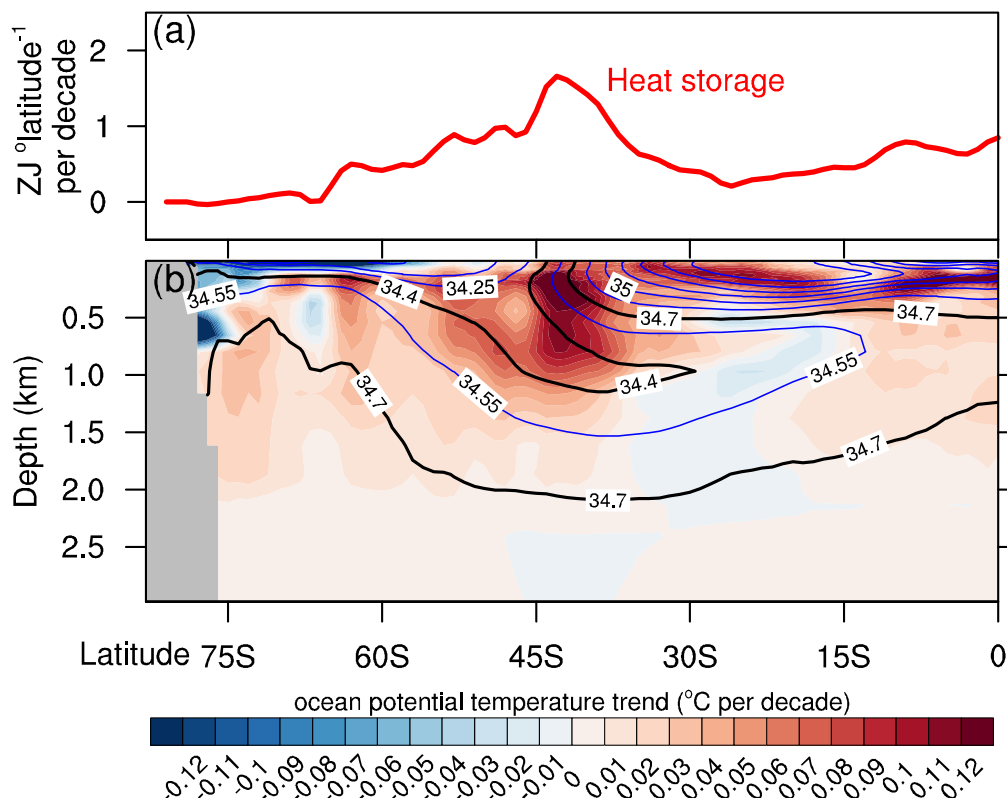 (a)
2
1
0
ZJ °latitude⁻¹
per decade
Heat storage
(b)
0.5
1.0
1.5
2.0
2.5
Depth (km)
34.55
34.4
34.25
35
34.7
34.7
34.7
34.55
34.4
34.55
34.7
34.7
Latitude 75S 60S 45S 30S 15S 0
ocean potential temperature trend (°C per decade)
-0.12 -0.11 -0.1 -0.09 -0.08 -0.07 -0.06 -0.05 -0.04 -0.03 -0.02 -0.01 0 0.01 0.02 0.03 0.04 0.05 0.06 0.07 0.08 0.09 0.1 0.11 0.12